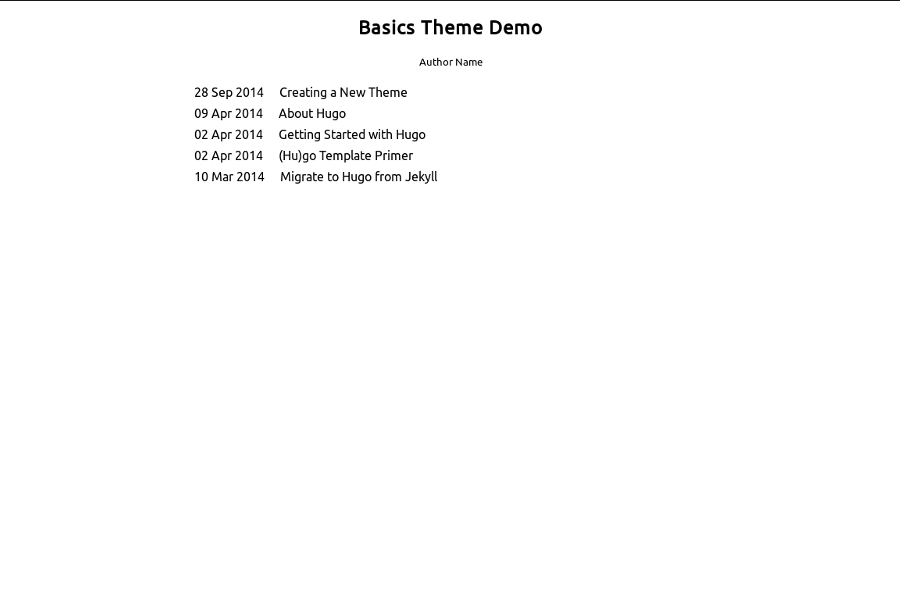 Basics Theme Demo
Author Name
28 Sep 2014 Creating a New Theme
09 Apr 2014 About Hugo
02 Apr 2014 Getting Started with Hugo
02 Apr 2014 (Hu)go Template Primer
10 Mar 2014 Migrate to Hugo from Jekyll